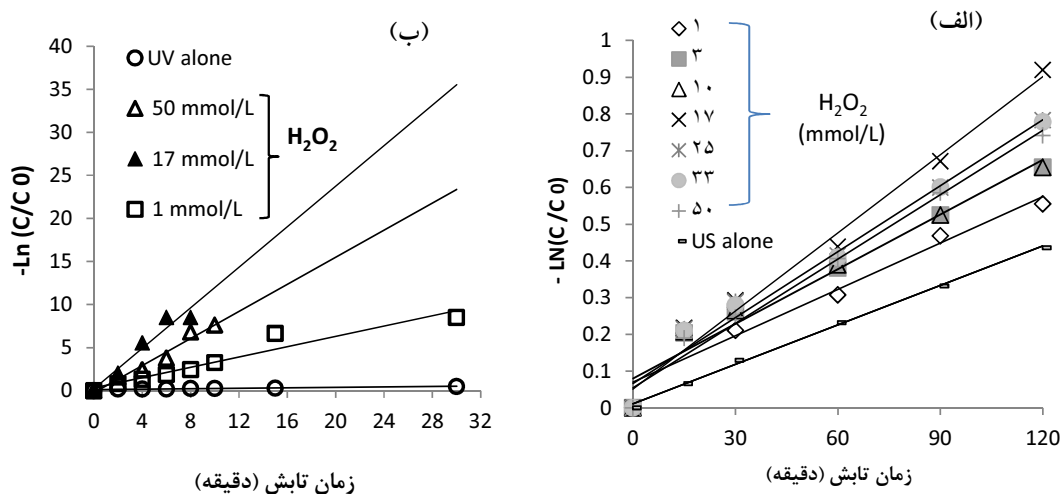 (ب)
40
35
30
25
20
15
10
5
0
-Ln (C/C 0)
UV alone
50 mmol/L
17 mmol/L
1 mmol/L
H₂O₂
0 4 8 12 16 20 24 28 32
زمان تابش (دقیقه)
(الف)
1
0.9
0.8
0.7
0.6
0.5
0.4
0.3
0.2
0.1
0
- LN(C /C 0)
۱
۳
۱۰
۱۷
۲۵
۳۳
۵۰
US alone
H₂O₂
(mmol/L)
0 30 60 90 120
زمان تابش (دقیقه)